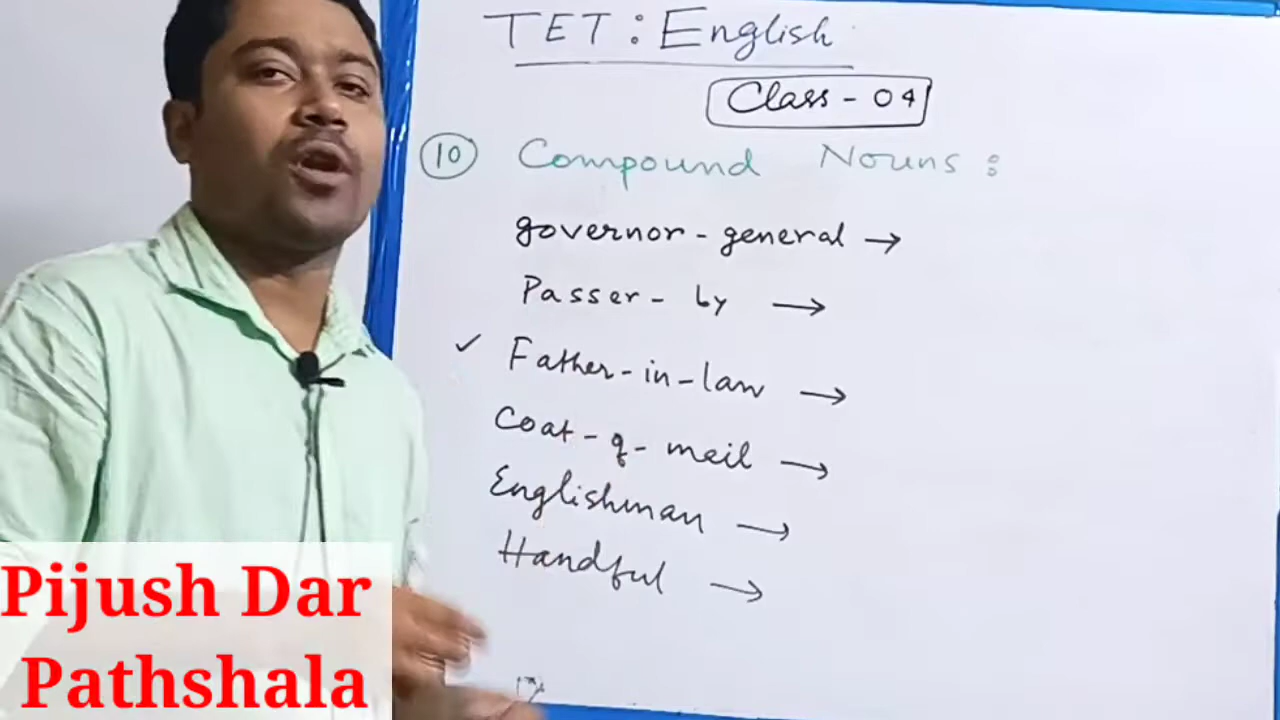 TET : English
Class - 04
10 Compound Nouns :
governor - general →
Passer - by →
✓ Father - in - law →
Coat - of - mail →
Englishman →
Handful →
Pijush Dar
Pathshala